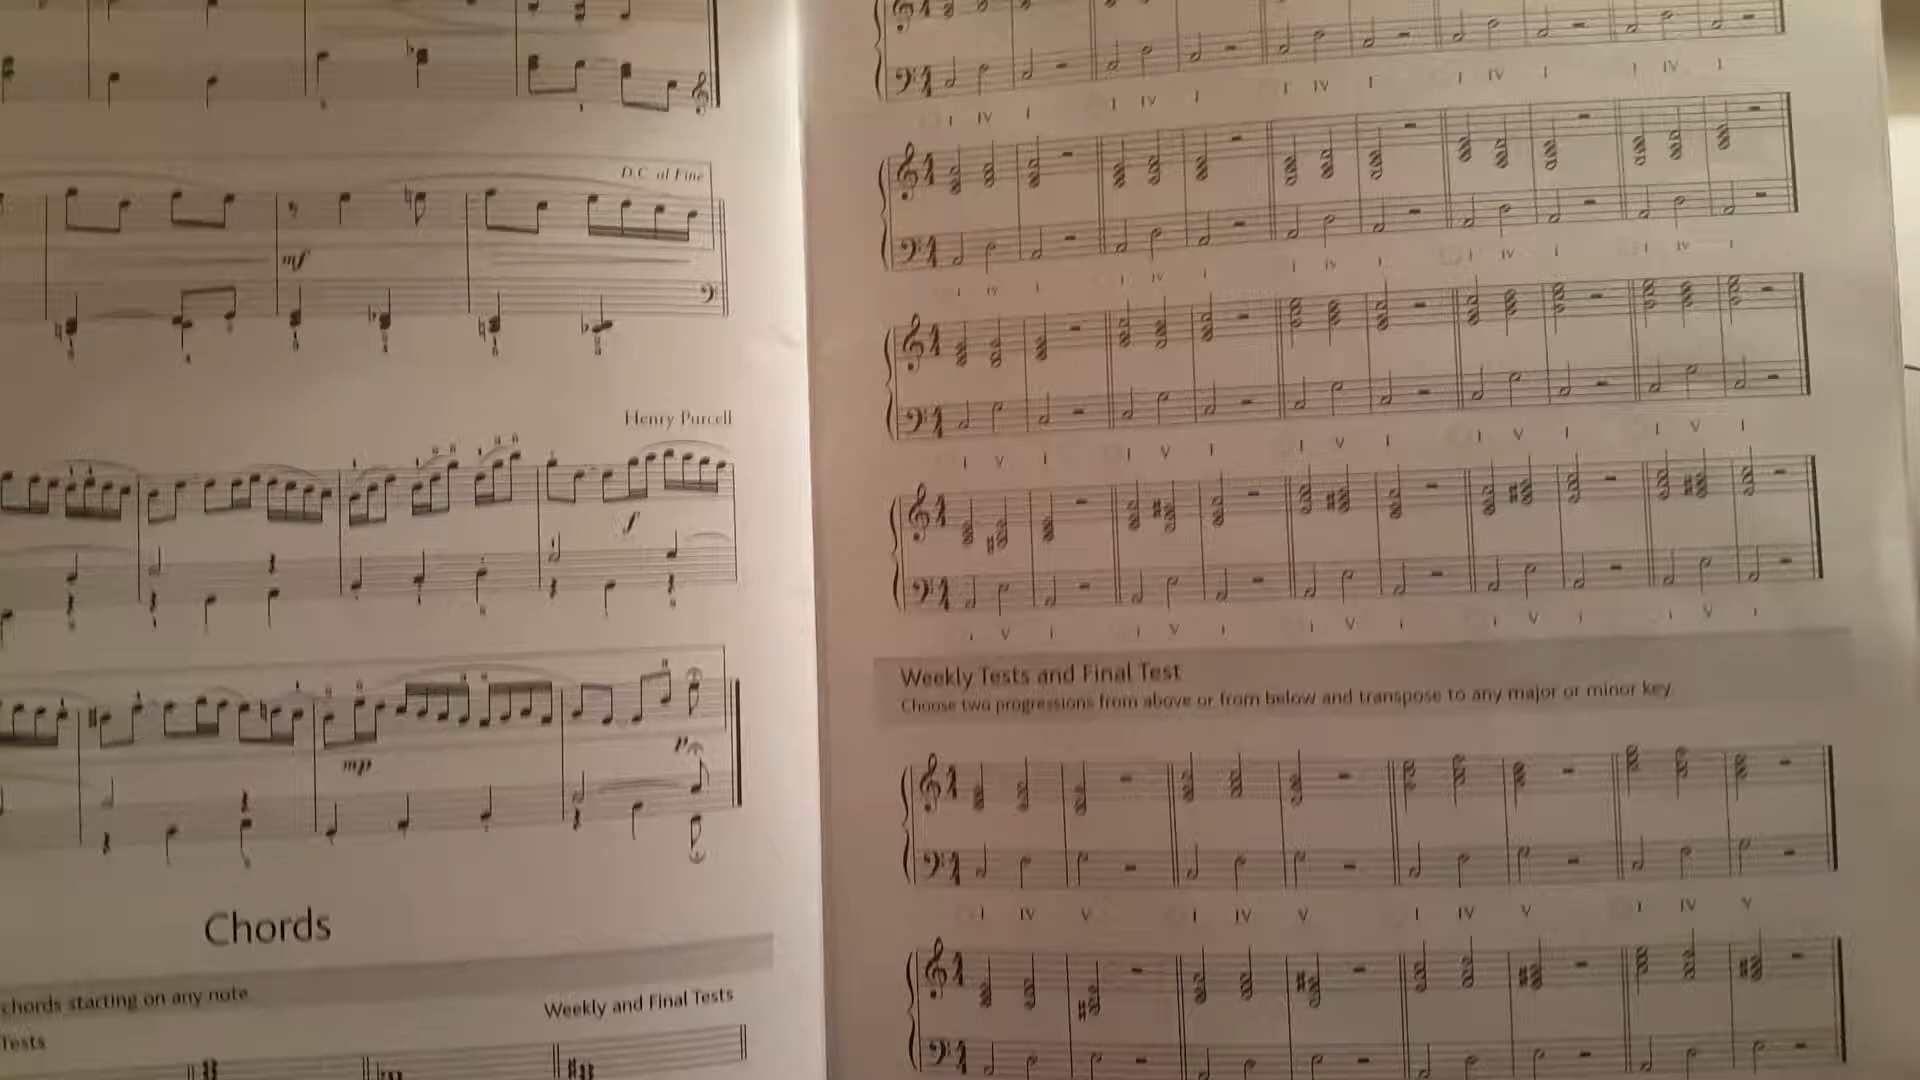 D.C. al Fine
mf
Henry Purcell
f
mp
Chords
chords starting on any note
Weekly and Final Tests
Tests
I IV I I IV I I IV I I IV I I IV I
I IV I I IV I I IV I I IV I I IV I
I V I I V I I V I I V I I V I
I V I I V I I V I I V I I V I
Weekly Tests and Final Test
Choose two progressions from above or from below and transpose to any major or minor key
I IV V I IV V I IV V I IV V